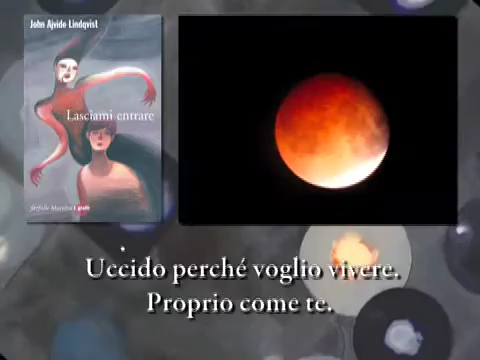 John Ajvide Lindqvist
Lasciami entrare
Uccido perché voglio vivere.
Proprio come te.